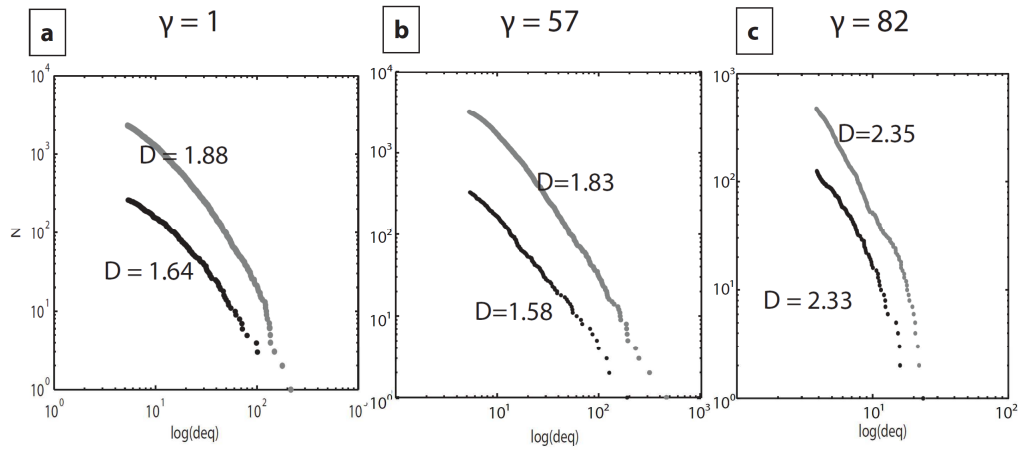 a γ = 1
10^4
10^3
N 10^2
10^1
10^0
D = 1.88
D = 1.64
10^0 10^1 10^2
log(deq)
b γ = 57
10^4
10^3
10^2
10^1
10^0
D=1.83
D=1.58
10^1 10^2 10^3
log(deq)
c γ = 82
10^3
10^2
10^1
10^0
D=2.35
D = 2.33
10^1 10^2
log(deq)